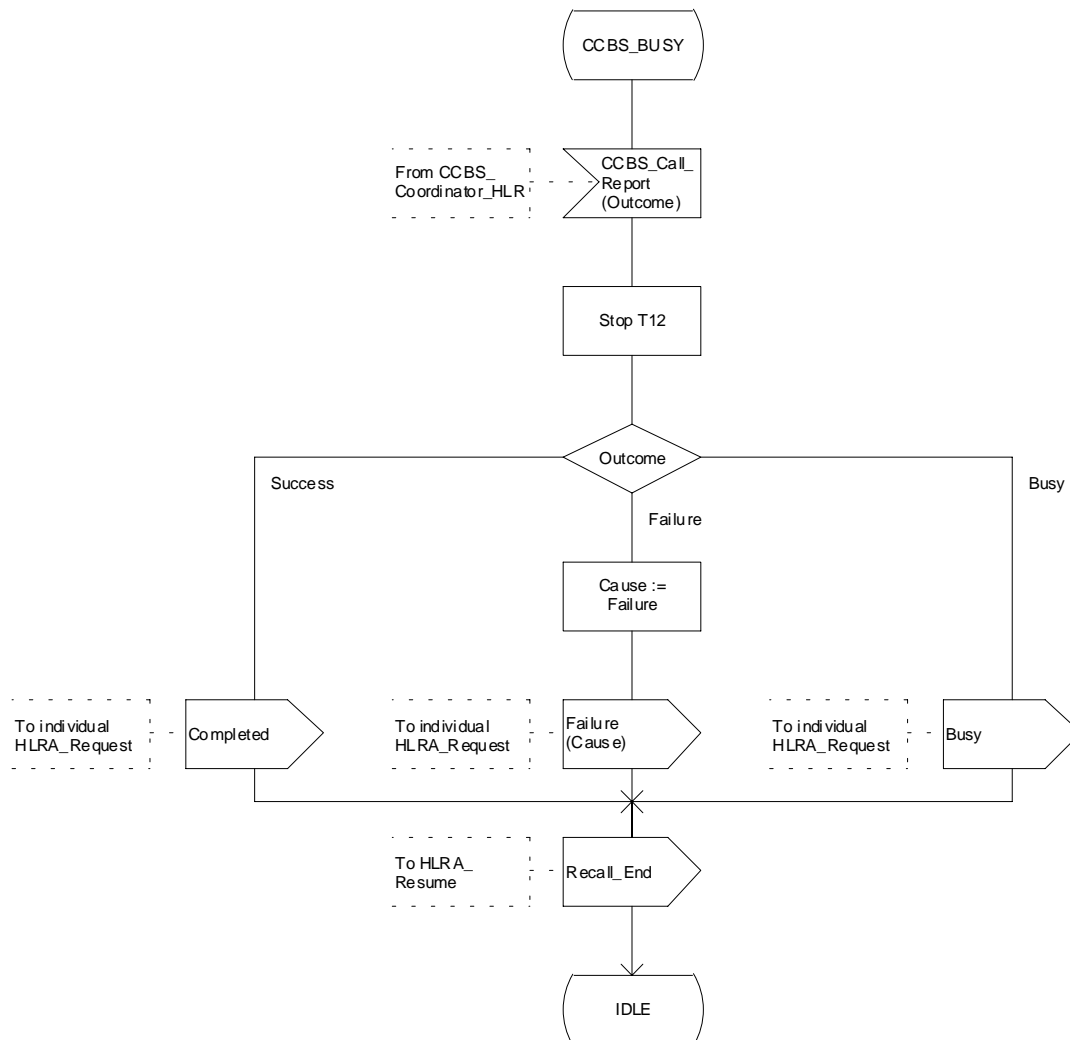 CCBS_BUSY
From CCBS_
Coordinator_HLR
CCBS_Call_
Report
(Outcome)
Stop T12
Outcome
Success
Busy
Failure
Cause :=
Failure
To individual
HLRA_Request
Completed
To individual
HLRA_Request
Failure
(Cause)
To individual
HLRA_Request
Busy
To HLRA_
Resume
Recall_End
IDLE